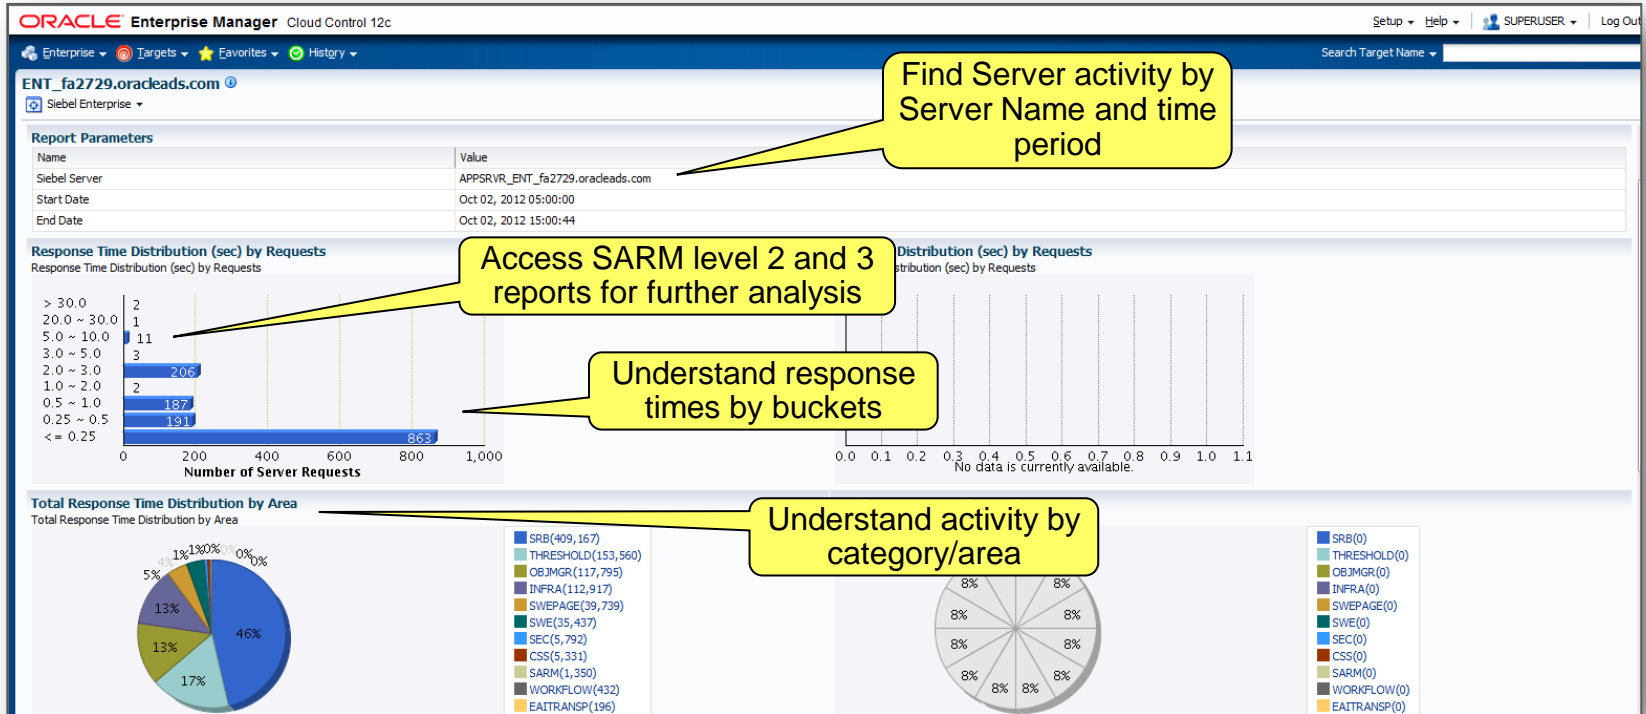 ORACLE Enterprise Manager Cloud Control 12c
Setup Help SUPERUSER Log Out
Enterprise Targets Favorites History
Search Target Name
ENT_fa2729.oracleads.com
Siebel Enterprise
Find Server activity by
Server Name and time
period
Report Parameters
Name Value
Siebel Server APPSRVR_ENT_fa2729.oracleads.com
Start Date Oct 02, 2012 05:00:00
End Date Oct 02, 2012 15:00:44
Response Time Distribution (sec) by Requests
Response Time Distribution (sec) by Requests
Access SARM level 2 and 3
reports for further analysis
> 30.0 2
20.0 ~ 30.0 1
5.0 ~ 10.0 11
3.0 ~ 5.0 3
2.0 ~ 3.0 206
1.0 ~ 2.0 2
0.5 ~ 1.0 187
0.25 ~ 0.5 191
<= 0.25 863
0 200 400 600 800 1,000
Number of Server Requests
Understand response
times by buckets
Distribution (sec) by Requests
stribution (sec) by Requests
0.0 0.1 0.2 0.3 0.4 0.5 0.6 0.7 0.8 0.9 1.0 1.1
No data is currently available.
Total Response Time Distribution by Area
Total Response Time Distribution by Area
Understand activity by
category/area
46%
17%
13%
13%
5%
4%
1%
1%
0%
0%
0%
0%
SRB(409,167)
THRESHOLD(153,560)
OBJMGR(117,795)
INFRA(112,917)
SWEPAGE(39,739)
SWE(35,437)
SEC(5,792)
CSS(5,331)
SARM(1,350)
WORKFLOW(432)
EAITRANSP(196)
8% 8%
8% 8%
8% 8%
8% 8%
8% 8% 8% 8%
SRB(0)
THRESHOLD(0)
OBJMGR(0)
INFRA(0)
SWEPAGE(0)
SWE(0)
SEC(0)
CSS(0)
SARM(0)
WORKFLOW(0)
EAITRANSP(0)